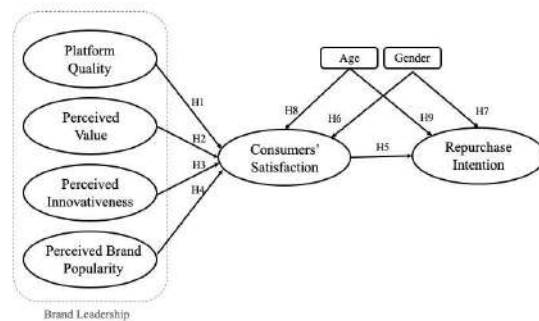 Platform
Quality
Perceived
Value
Perceived
Innovativeness
Perceived Brand
Popularity
Brand Leadership
H1
H2
H3
H4
Age
Gender
H8
H6
H9
H7
Consumers'
Satisfaction
H5
Repurchase
Intention